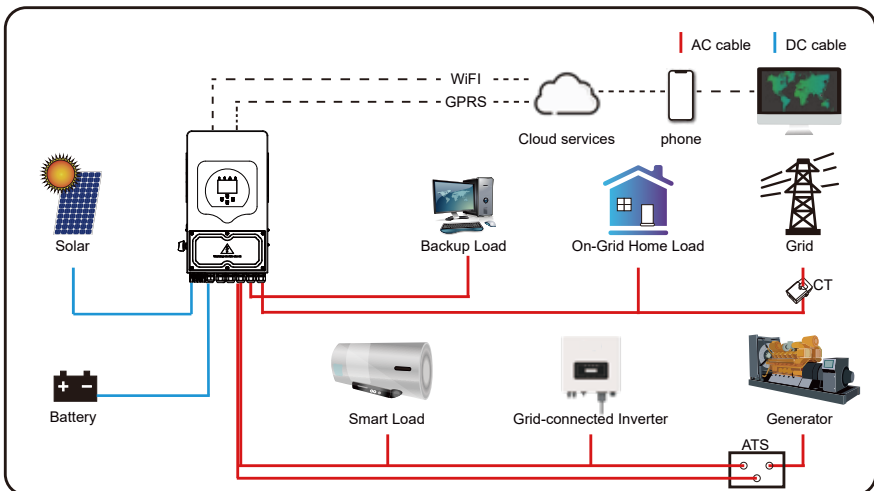 AC cable
DC cable
WiFI
GPRS
Cloud services
phone
Solar
Backup Load
On-Grid Home Load
Grid
CT
Battery
Smart Load
Grid-connected Inverter
Generator
ATS